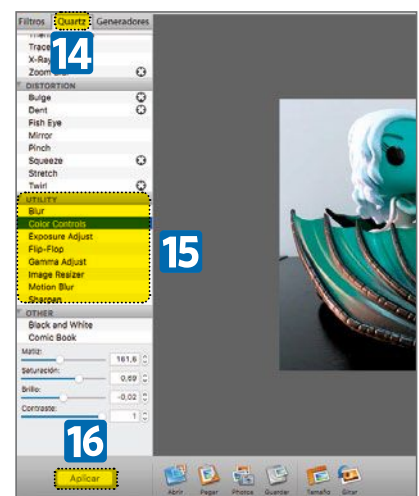 Filtros Quartz Generadores
14
Thermal
Trace
X-Ray
Zoom Blur
DISTORTION
Bulge
Dent
Fish Eye
Mirror
Pinch
Squeeze
Stretch
Twirl
UTILITY
Blur
Color Controls
Exposure Adjust
15
Flip-Flop
Gamma Adjust
Image Resizer
Motion Blur
Sharpen
OTHER
Black and White
Comic Book
Matiz:
161,6
Saturación:
0,69
Brillo:
-0,02
Contraste:
1
16
Aplicar
Abrir Pegar Photos Guardar Tamaño Girar